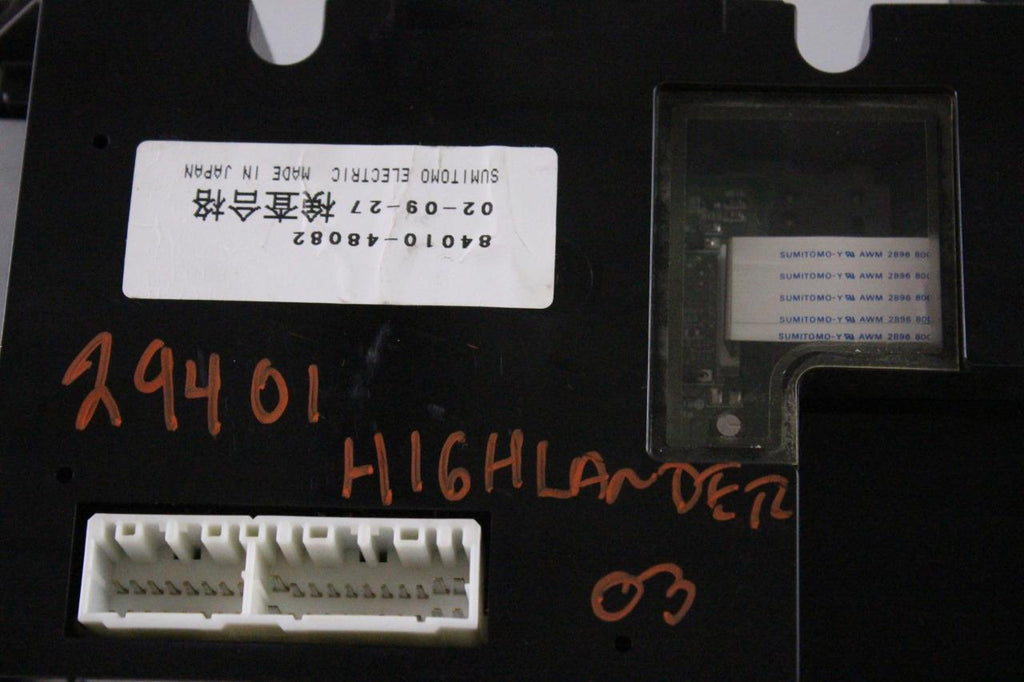 84010-48082
02-09-27 検査合格
SUMITOMO ELECTRIC MADE IN JAPAN
SUMITOMO-Y AWM 2896 80C
SUMITOMO-Y AWM 2896 80C
SUMITOMO-Y AWM 2896 80C
SUMITOMO-Y AWM 2896 80C
SUMITOMO-Y AWM 2896 80C
29401
HIGHLANDER
03